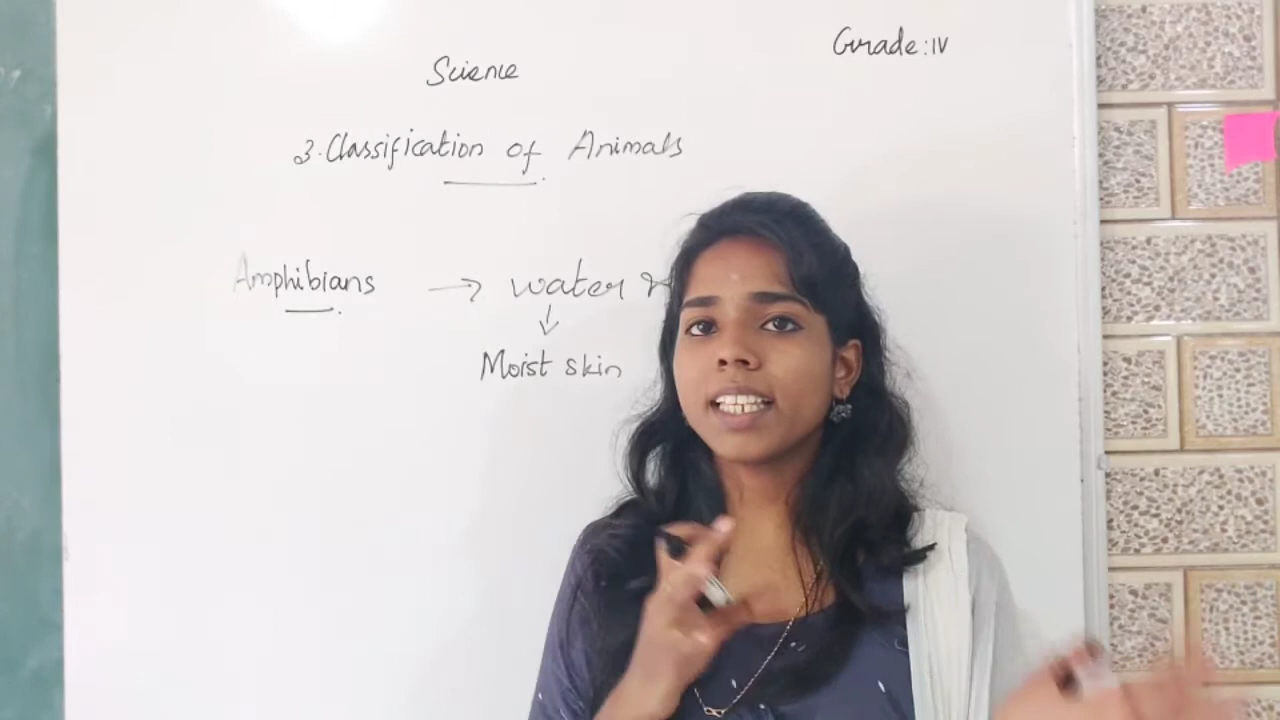 Grade: IV
Science
3. Classification of Animals
Amphibians → water
↓
Moist skin